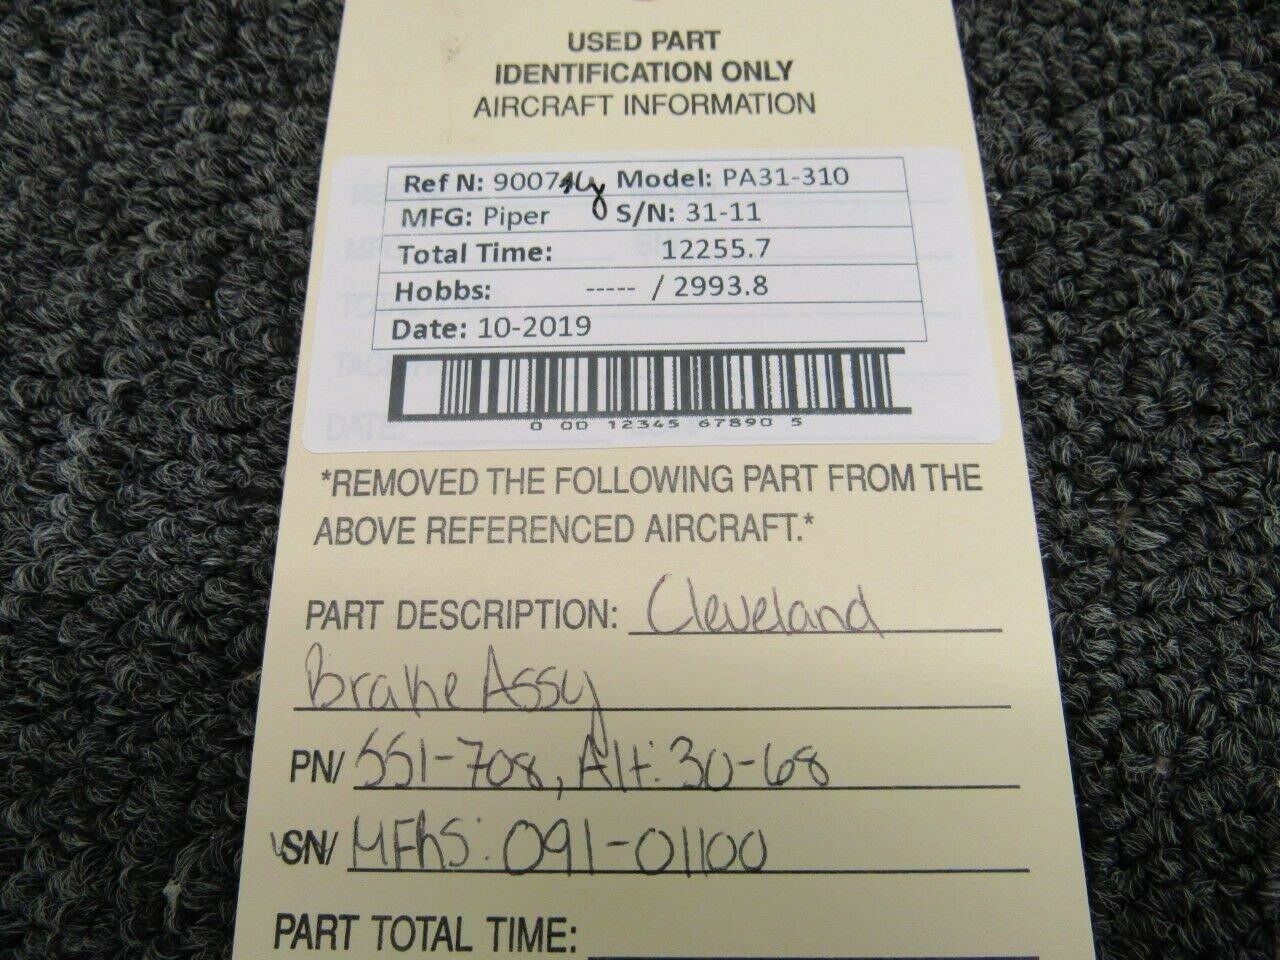 USED PART
IDENTIFICATION ONLY
AIRCRAFT INFORMATION
Ref N: Model: PA31-310
MFG: Piper S/N: 31-11
Total Time: 12255.7
Hobbs: ----- / 2993.8
Date: 10-2019
0 00 12345 67890 5
*REMOVED THE FOLLOWING PART FROM THE
ABOVE REFERENCED AIRCRAFT.*
PART DESCRIPTION: Cleveland
Brake Assy
PN/ 551-708, Alt: 30-68
SN/ MFRS: 091-01100
PART TOTAL TIME: